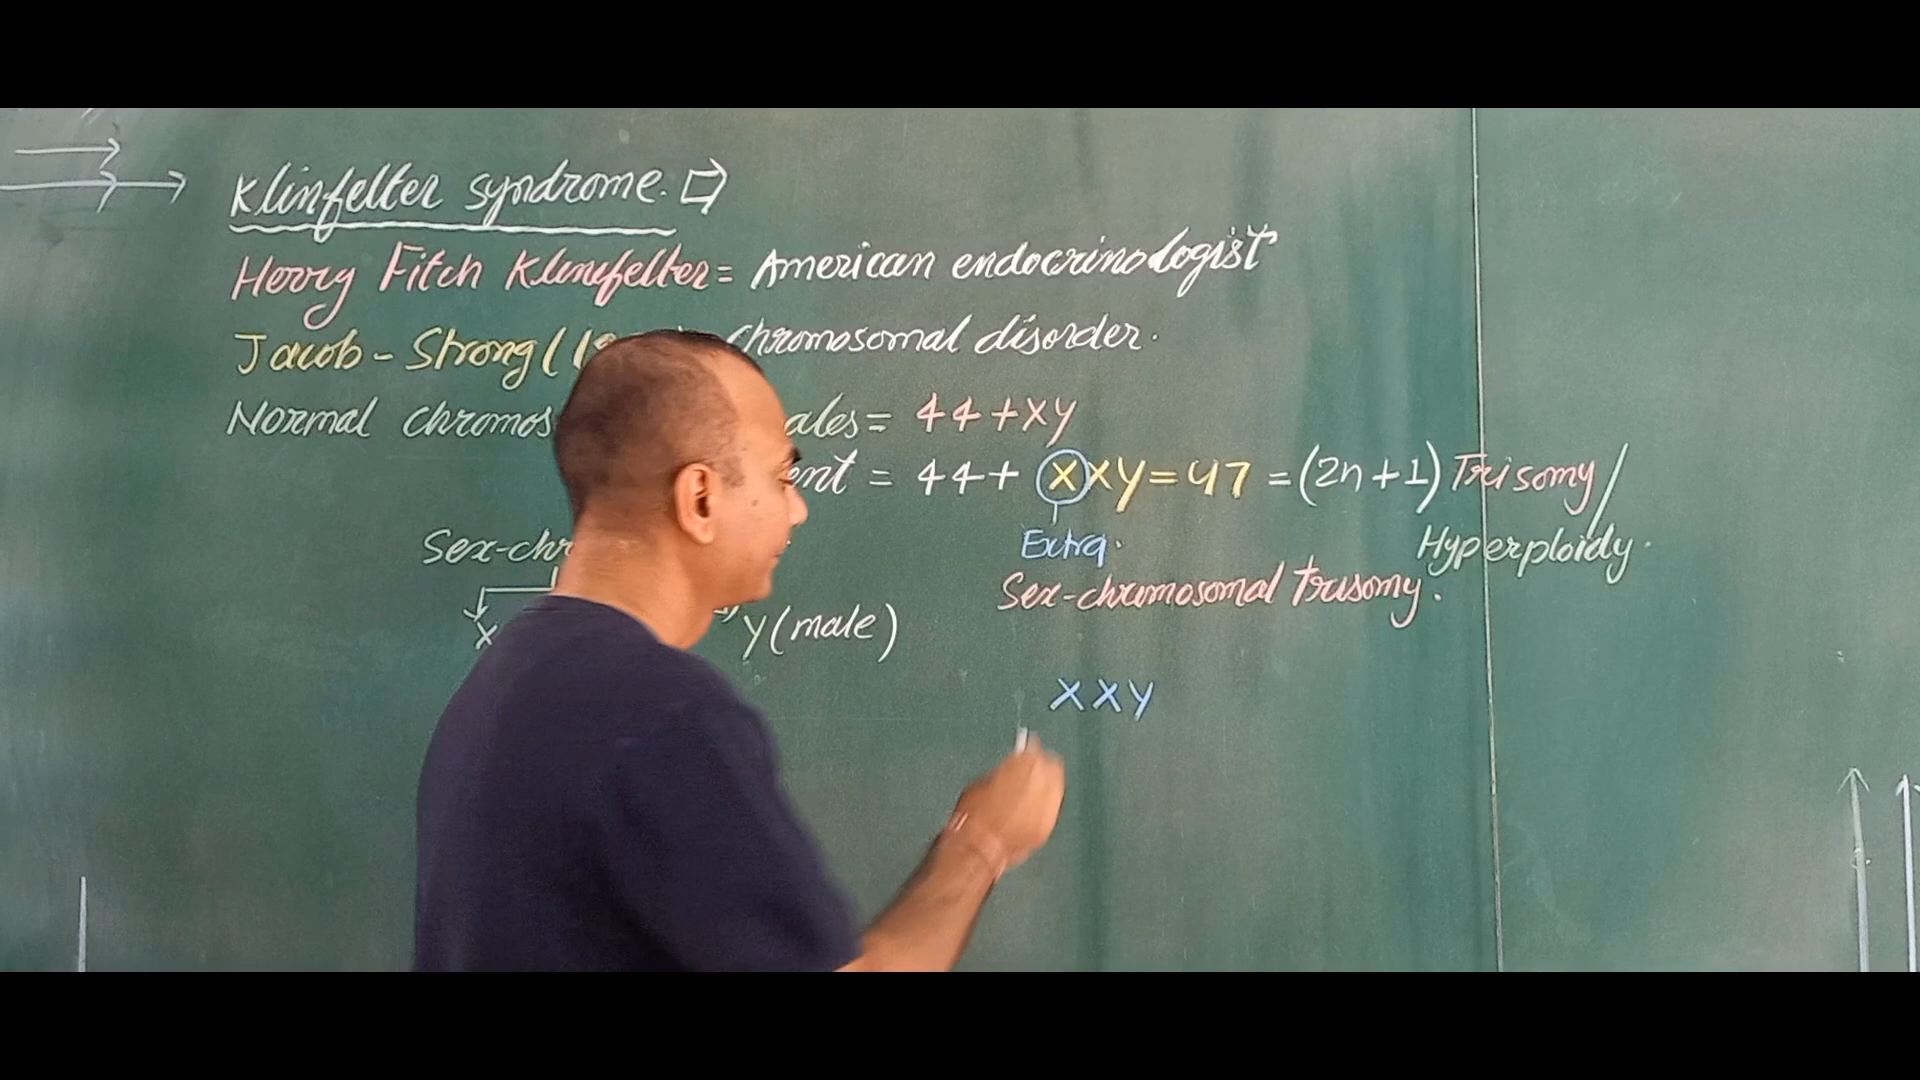 Klinfelter syndrome.
Harry Fitch Klinefelter = American endocrinologist
Jacob - Strong ( chromosomal disorder.
Normal chromos ales = 44+XY
ent = 44+ XXY = 47 = (2n+1) Trisomy/
Extra.
Hyperploidy.
Sex-chr
Sex-chromosomal Trisomy.
X
Y (male)
XXY